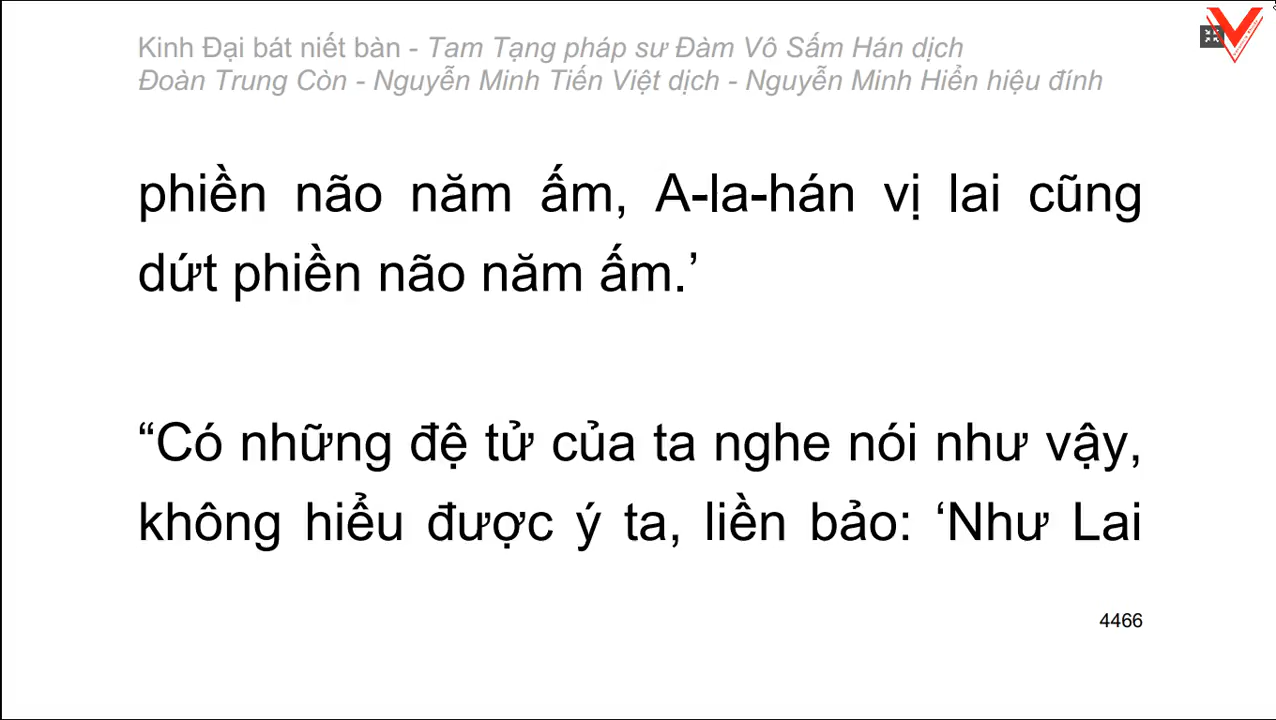 Kinh Đại bát niết bàn - Tam Tạng pháp sư Đàm Vô Sấm Hán dịch
Đoàn Trung Còn - Nguyễn Minh Tiến Việt dịch - Nguyễn Minh Hiển hiệu đính
phiền não năm ấm, A-la-hán vị lai cũng
dứt phiền não năm ấm.’
“Có những đệ tử của ta nghe nói như vậy,
không hiểu được ý ta, liền bảo: ‘Như Lai
4466